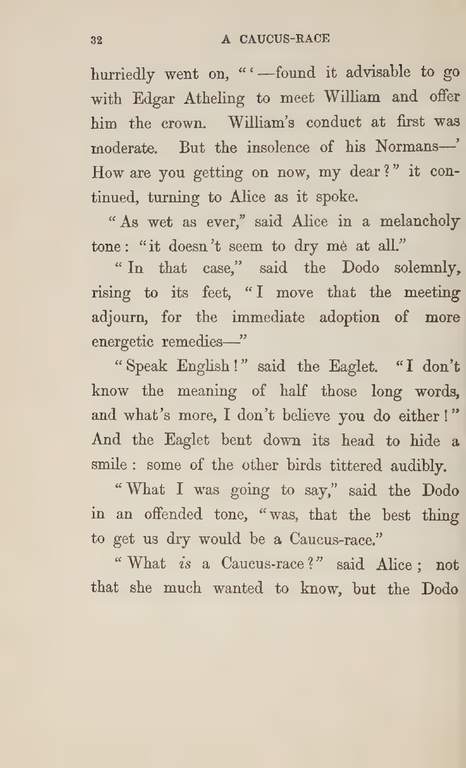 32 A CAUCUS-RACE
hurriedly went on, “‘—found it advisable to go
with Edgar Atheling to meet William and offer
him the crown. William’s conduct at first was
moderate. But the insolence of his Normans—’
How are you getting on now, my dear?” it con-
tinued, turning to Alice as it spoke.
“As wet as ever,” said Alice in a melancholy
tone: “it doesn’t seem to dry me at all.”
“In that case,” said the Dodo solemnly,
rising to its feet, “I move that the meeting
adjourn, for the immediate adoption of more
energetic remedies—”
“Speak English!” said the Eaglet. “I don’t
know the meaning of half those long words,
and what’s more, I don’t believe you do either!”
And the Eaglet bent down its head to hide a
smile: some of the other birds tittered audibly.
“What I was going to say,” said the Dodo
in an offended tone, “was, that the best thing
to get us dry would be a Caucus-race.”
“What is a Caucus-race?” said Alice; not
that she much wanted to know, but the Dodo